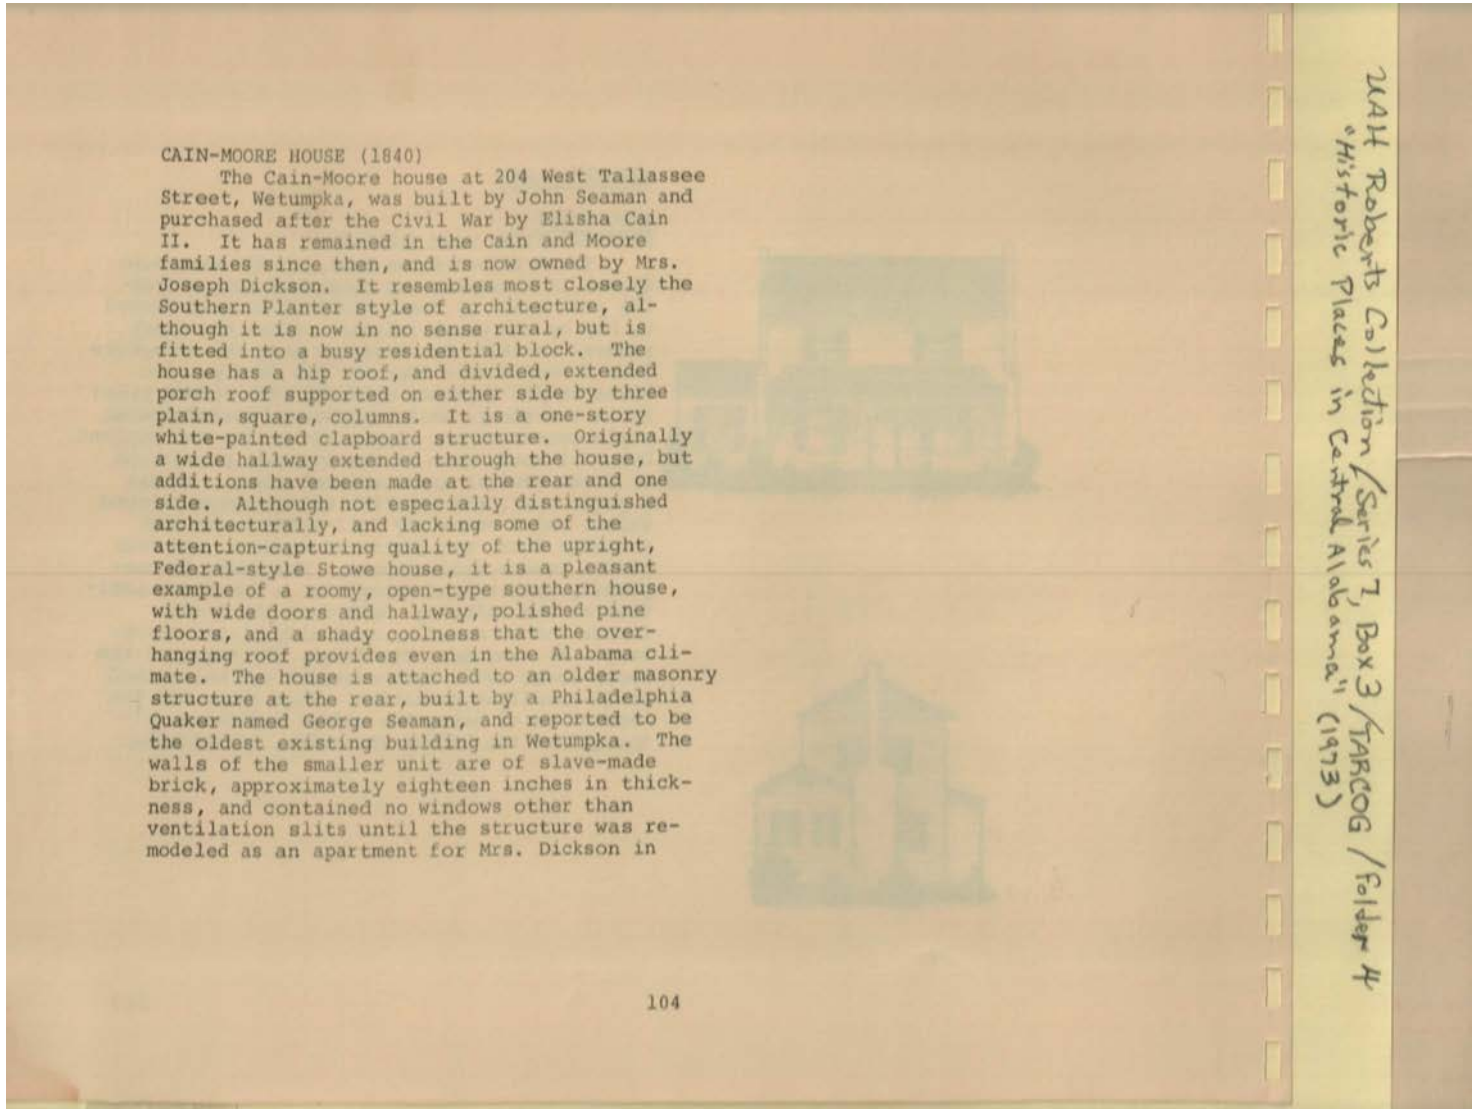 CAIN-MOORE HOUSE (1840)
The Cain-Moore house at 204 West Tallassee
Street, Wetumpka, was built by John Seaman and
purchased after the Civil War by Elisha Cain
II. It has remained in the Cain and Moore
families since then, and is now owned by Mrs.
Joseph Dickson. It resembles most closely the
Southern Planter style of architecture, al-
though it is now in no sense rural, but is
fitted into a busy residential block. The
house has a hip roof, and divided, extended
porch roof supported on either side by three
plain, square, columns. It is a one-story
white-painted clapboard structure. Originally
a wide hallway extended through the house, but
additions have been made at the rear and one
side. Although not especially distinguished
architecturally, and lacking some of the
attention-capturing quality of the upright,
Federal-style Stowe house, it is a pleasant
example of a roomy, open-type southern house,
with wide doors and hallway, polished pine
floors, and a shady coolness that the over-
hanging roof provides even in the Alabama cli-
mate. The house is attached to an older masonry
structure at the rear, built by a Philadelphia
Quaker named George Seaman, and reported to be
the oldest existing building in Wetumpka. The
walls of the smaller unit are of slave-made
brick, approximately eighteen inches in thick-
ness, and contained no windows other than
ventilation slits until the structure was re-
modeled as an apartment for Mrs. Dickson in
104
UAH Roberts Collection/Series 7, Box 3/TARCOG/Folder 4
"Historic Places in Central Alabama" (1973)